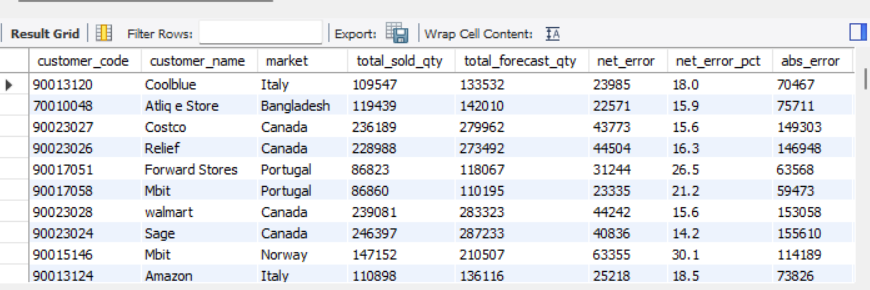 Result Grid Filter Rows: Export: Wrap Cell Content: IA
customer_code customer_name market total_sold_qty total_forecast_qty net_error net_error_pct abs_error
90013120 Coolblue Italy 109547 133532 23985 18.0 70467
70010048 Atliq e Store Bangladesh 119439 142010 22571 15.9 75711
90023027 Costco Canada 236189 279962 43773 15.6 149303
90023026 Relief Canada 228988 273492 44504 16.3 146948
90017051 Forward Stores Portugal 86823 118067 31244 26.5 63568
90017058 Mbit Portugal 86860 110195 23335 21.2 59473
90023028 walmart Canada 239081 283323 44242 15.6 153058
90023024 Sage Canada 246397 287233 40836 14.2 155610
90015146 Mbit Norway 147152 210507 63355 30.1 114189
90013124 Amazon Italy 110898 136116 25218 18.5 73826